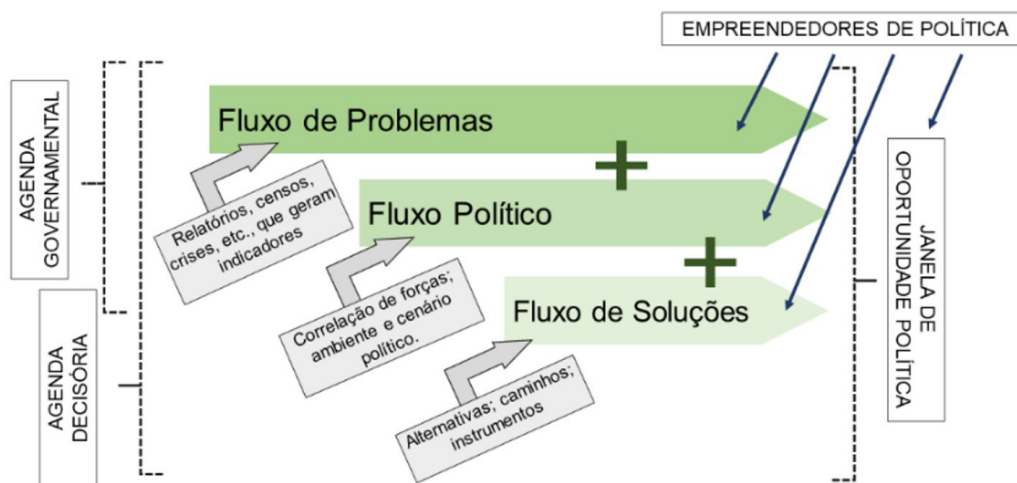 EMPREENDEDORES DE POLÍTICA
AGENDA
GOVERNAMENTAL
Fluxo de Problemas
Relatórios, censos,
crises, etc., que geram
indicadores
Fluxo Político
Correlação de forças;
ambiente e cenário
político.
Fluxo de Soluções
Alternativas; caminhos;
instrumentos
AGENDA
DECISÓRIA
JANELA DE
OPORTUNIDADE POLÍTICA